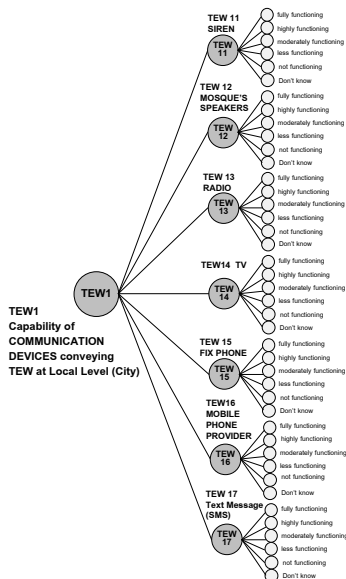 TEW 11
SIREN
TEW
11
fully functioning
highly functioning
moderately functioning
less functioning
not functioning
Don't know
TEW 12
MOSQUE'S
SPEAKERS
TEW
12
fully functioning
highly functioning
moderately functioning
less functioning
not functioning
Don't know
TEW 13
RADIO
TEW
13
fully functioning
highly functioning
moderately functioning
less functioning
not functioning
Don't know
TEW14 TV
TEW
14
fully functioning
highly functioning
moderately functioning
less functioning
not functioning
Don't know
TEW1
TEW1
Capability of
COMMUNICATION
DEVICES conveying
TEW at Local Level (City)
TEW 15
FIX PHONE
TEW
15
fully functioning
highly functioning
moderately functioning
less functioning
not functioning
Don't know
TEW16
MOBILE
PHONE
PROVIDER
TEW
16
fully functioning
highly functioning
moderately functioning
less functioning
not functioning
Don't know
TEW 17
Text Message
(SMS)
TEW
17
fully functioning
highly functioning
moderately functioning
less functioning
not functioning
Don't know